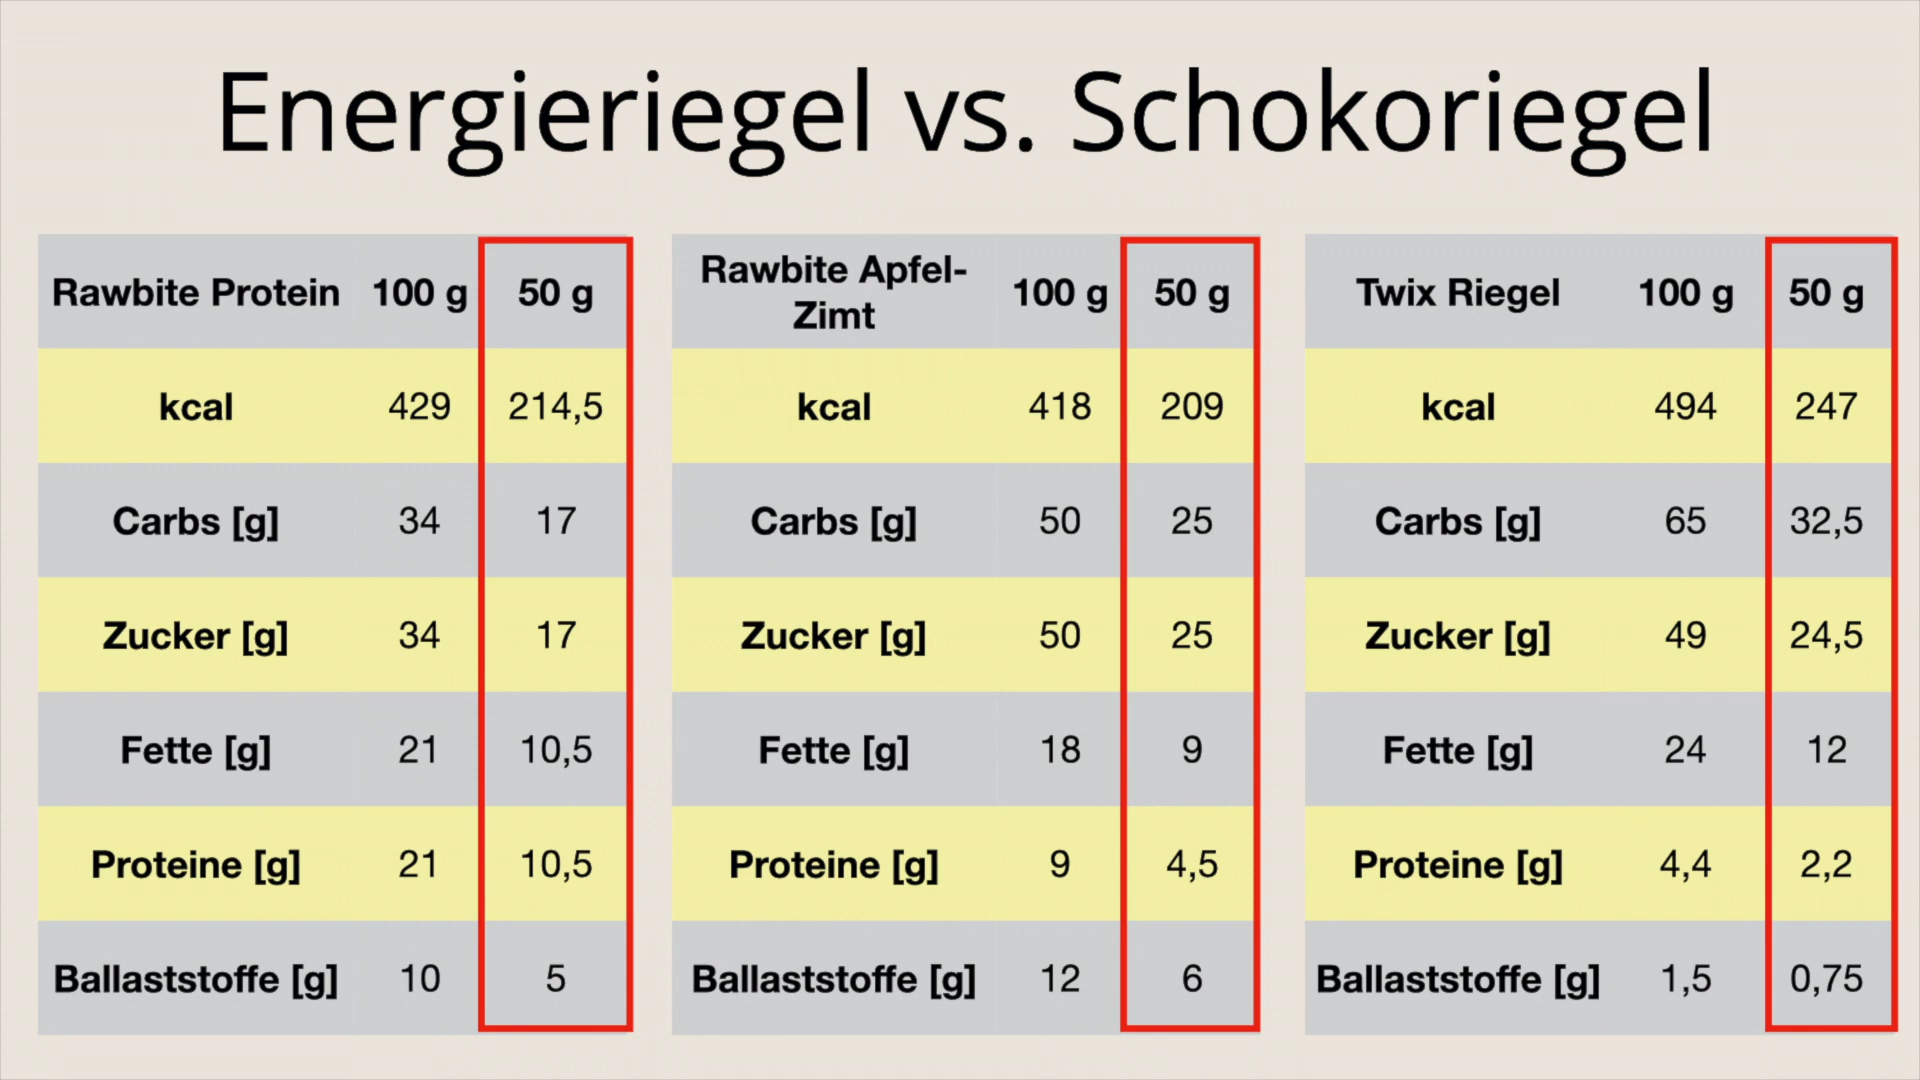 Energieriegel vs. Schokoriegel
Rawbite Protein 100 g 50 g
kcal 429 214,5
Carbs [g] 34 17
Zucker [g] 34 17
Fette [g] 21 10,5
Proteine [g] 21 10,5
Ballaststoffe [g] 10 5
Rawbite Apfel-
Zimt 100 g 50 g
kcal 418 209
Carbs [g] 50 25
Zucker [g] 50 25
Fette [g] 18 9
Proteine [g] 9 4,5
Ballaststoffe [g] 12 6
Twix Riegel 100 g 50 g
kcal 494 247
Carbs [g] 65 32,5
Zucker [g] 49 24,5
Fette [g] 24 12
Proteine [g] 4,4 2,2
Ballaststoffe [g] 1,5 0,75